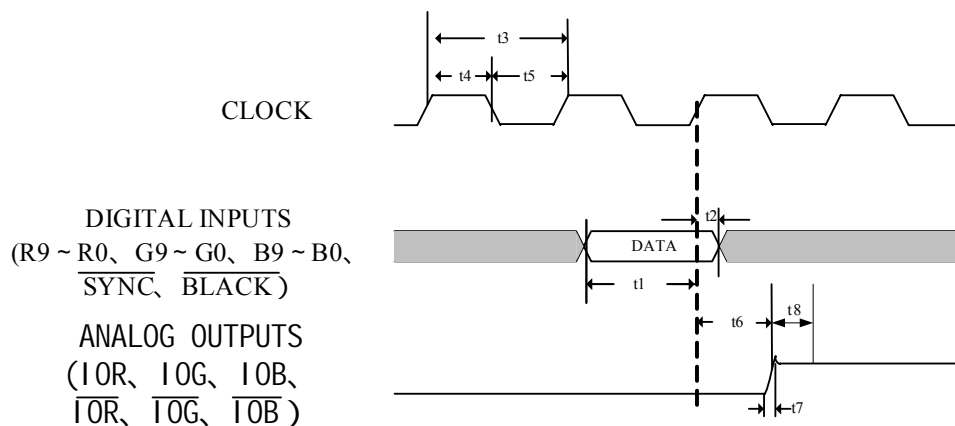 t3
t4
t5
CLOCK
DIGITAL INPUTS
(R9~R0、G9~G0、B9~B0、
SYNC、BLACK)
t2
DATA
t1
ANALOG OUTPUTS
(IOR、IOG、IOB、
IOR、IOG、IOB)
t6
t8
t7